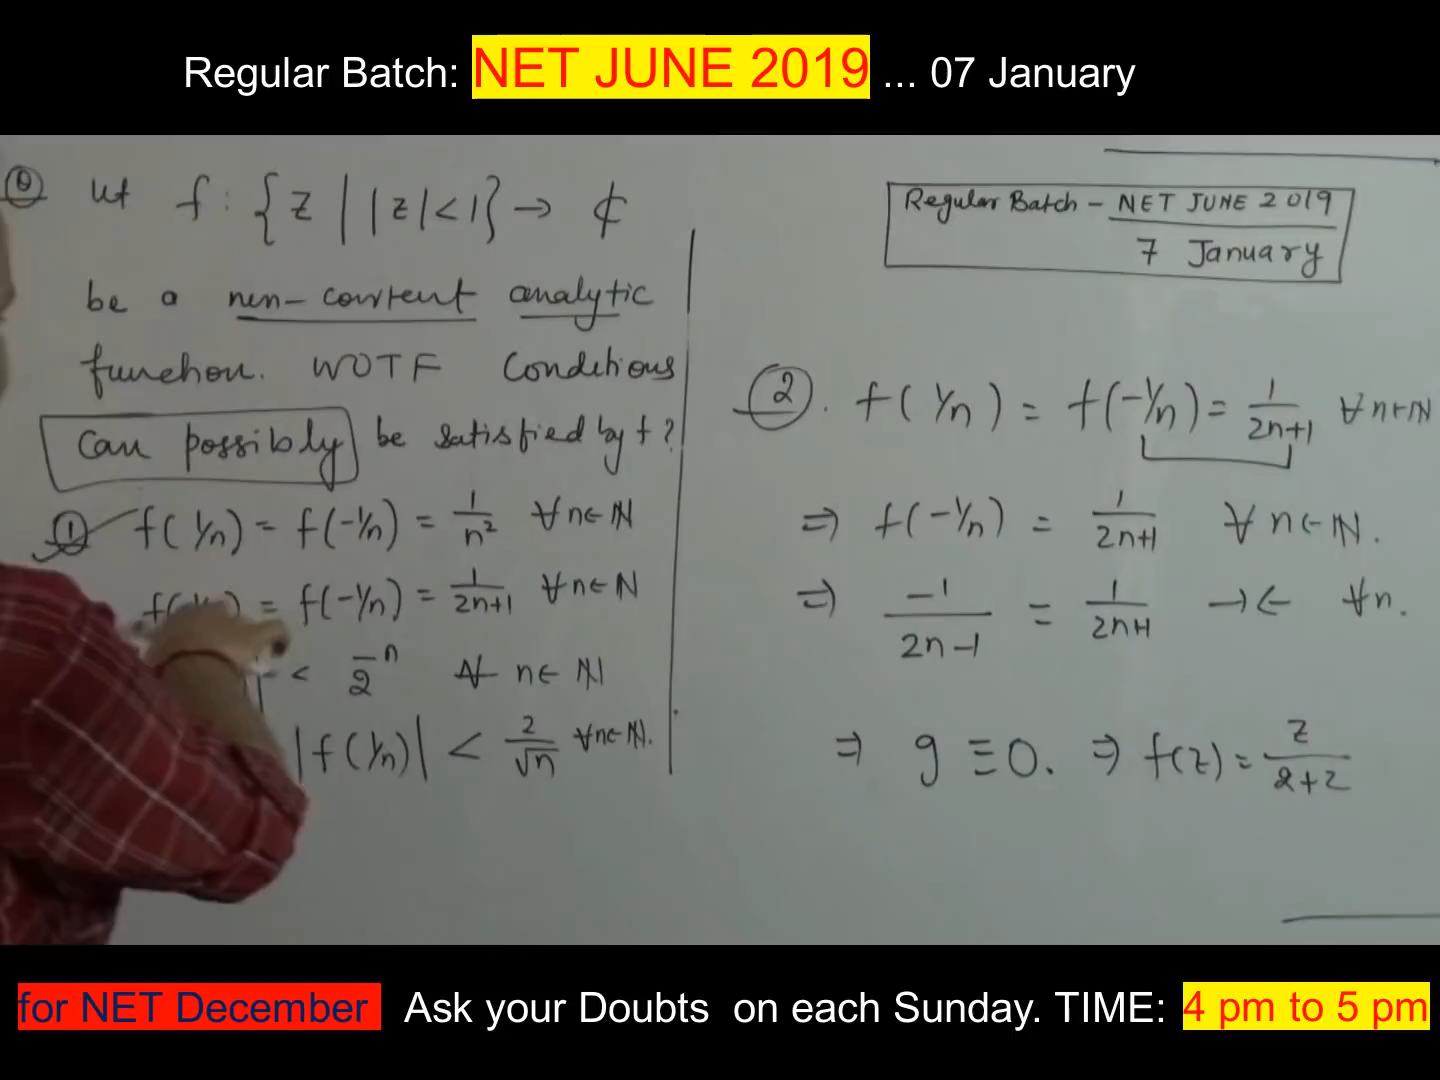 Regular Batch: NET JUNE 2019 ... 07 January
Let f: {z | |z|<1} → ₵
be a non-constent analytic
function. WOTF Conditions
Can possibly be satisfied by f?
① f(1/n) = f(-1/n) = 1/n² ∀ n∈ℕ
= f(-1/n) = 1/2n+1 ∀ n∈ℕ
< 2⁻ⁿ ∀ n∈ℕ
|f(1/n)| < 2/√n ∀n∈ℕ.
Regular Batch – NET JUNE 2019
7 January
②. f(1/n) = f(-1/n) = 1/2n+1 ∀ n∈ℕ
⇒ f(-1/n) = 1/2n+1 ∀ n∈ℕ.
⇒ -1/2n-1 = 1/2n+1 →← ∀n.
⇒ g ≡ 0. ⇒ f(z) = z/2+z
for NET December Ask your Doubts on each Sunday. TIME: 4 pm to 5 pm